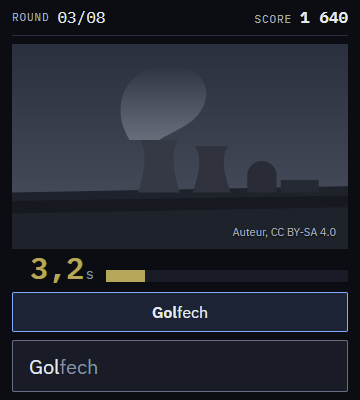 ROUND 03/08 SCORE 1 640
Auteur, CC BY-SA 4.0
3,2s
Golfech
Golfech